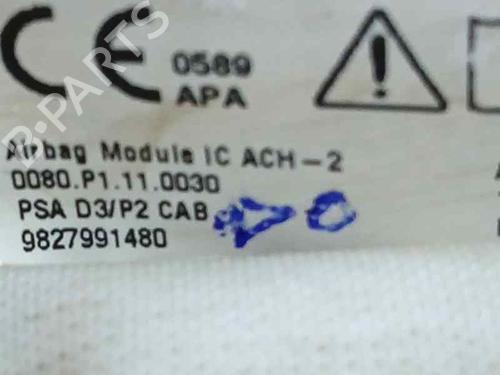 B-PARTS
CE 0589
APA
Airbag Module IC ACH-2
0080.P1.11.0030
PSA D3/P2 CAB
9827991480